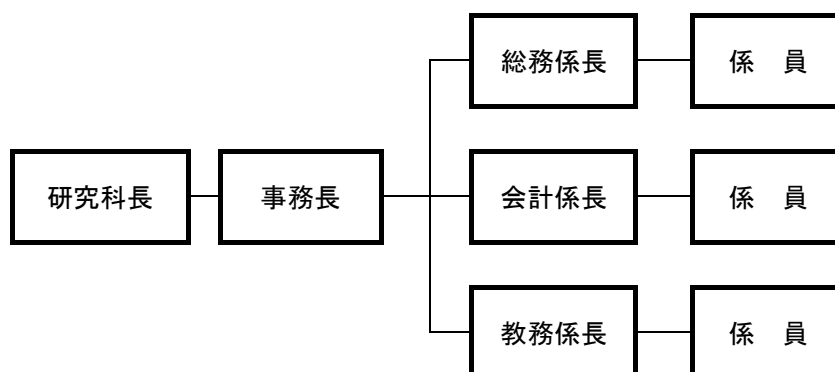 総務係長
係　員
研究科長
事務長
会計係長
係　員
教務係長
係　員